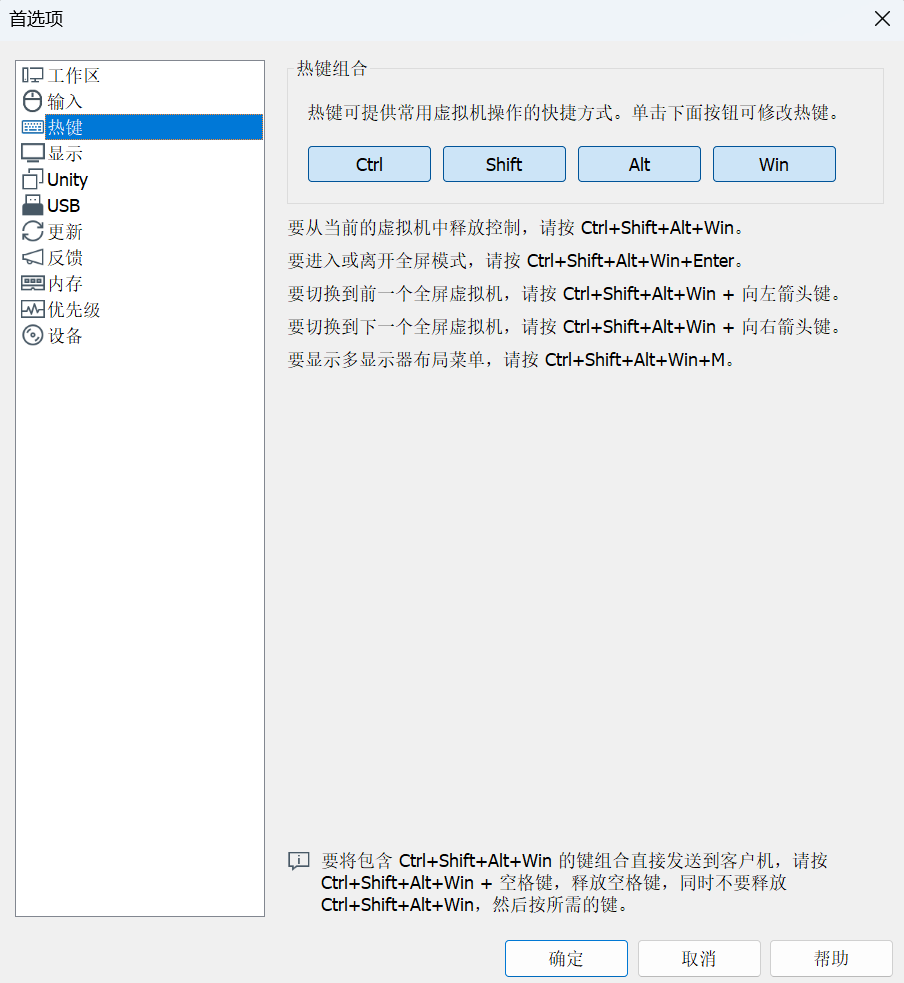 首选项
工作区
输入
热键
显示
Unity
USB
更新
反馈
内存
优先级
设备
热键组合
热键可提供常用虚拟机操作的快捷方式。单击下面按钮可修改热键。
Ctrl
Shift
Alt
Win
要从当前的虚拟机中释放控制，请按 Ctrl+Shift+Alt+Win。
要进入或离开全屏模式，请按 Ctrl+Shift+Alt+Win+Enter。
要切换到前一个全屏虚拟机，请按 Ctrl+Shift+Alt+Win + 向左箭头键。
要切换到下一个全屏虚拟机，请按 Ctrl+Shift+Alt+Win + 向右箭头键。
要显示多显示器布局菜单，请按 Ctrl+Shift+Alt+Win+M。
要将包含 Ctrl+Shift+Alt+Win 的键组合直接发送到客户机，请按
Ctrl+Shift+Alt+Win + 空格键，释放空格键，同时不要释放
Ctrl+Shift+Alt+Win，然后按所需的键。
确定
取消
帮助